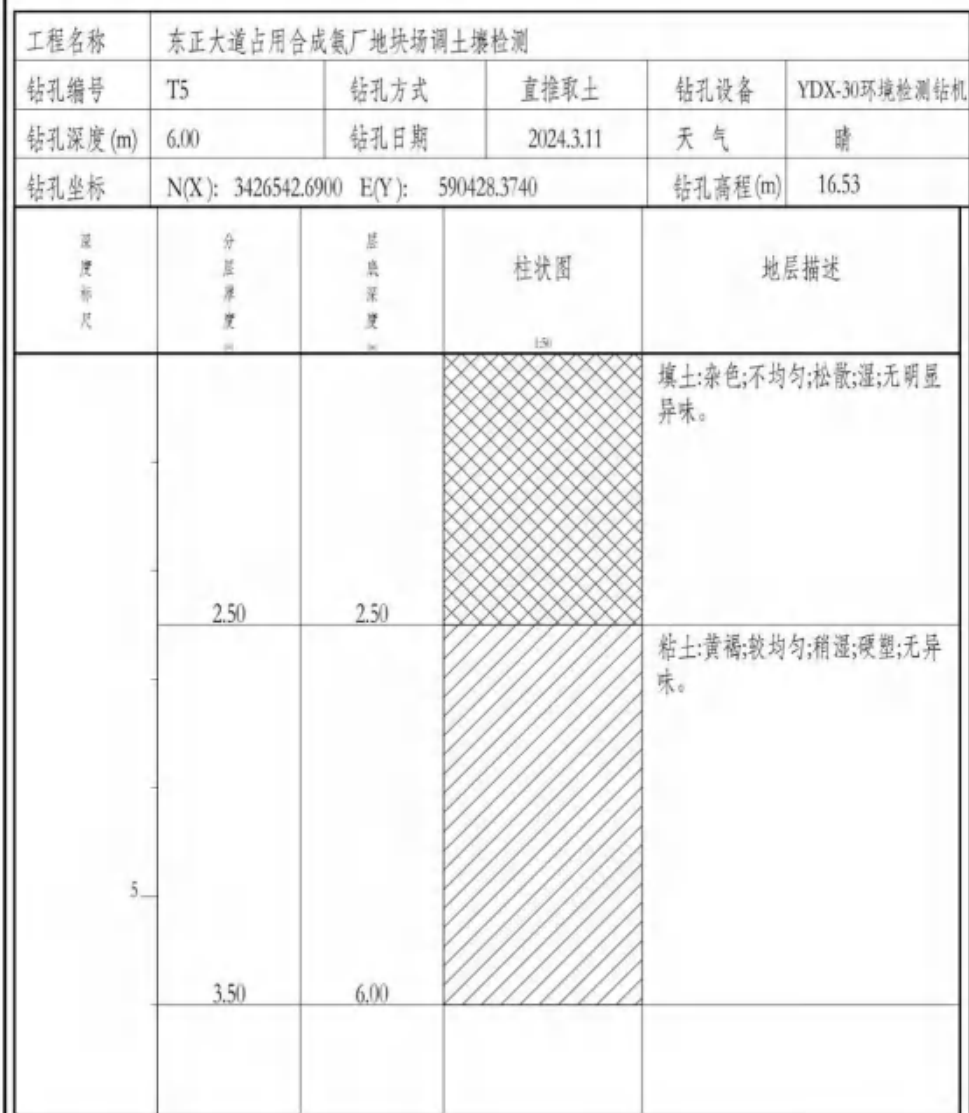 工程名称 东正大道占用合成氨厂地块场调土壤检测
钻孔编号 T5 钻孔方式 直推取土 钻孔设备 YDX-30环境检测钻机
钻孔深度(m) 6.00 钻孔日期 2024.3.11 天气 晴
钻孔坐标 N(X): 3426542.6900 E(Y): 590428.3740 钻孔高程(m) 16.53
深度标尺 分层厚度 层底深度 柱状图 地层描述
1:50
填土:杂色;不均匀;松散;湿;无明显
异味。
2.50 2.50
粘土:黄褐;较均匀;稍湿;硬塑;无异
味。
5
3.50 6.00